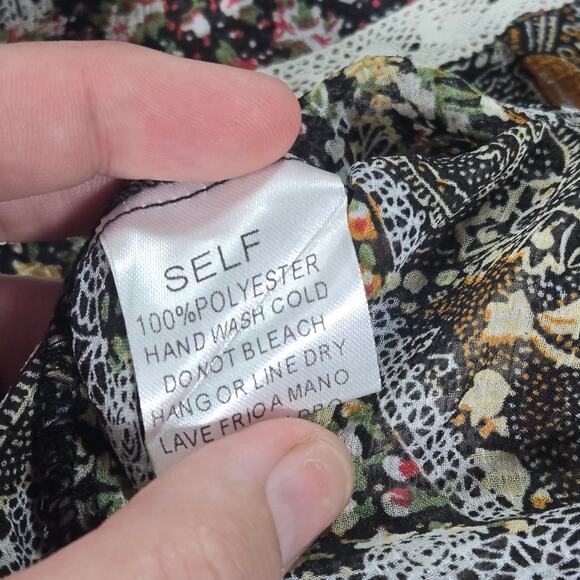 SELF
100%POLYESTER
HAND WASH COLD
DO NOT BLEACH
HANG OR LINE DRY
LAVE FRIO A MANO